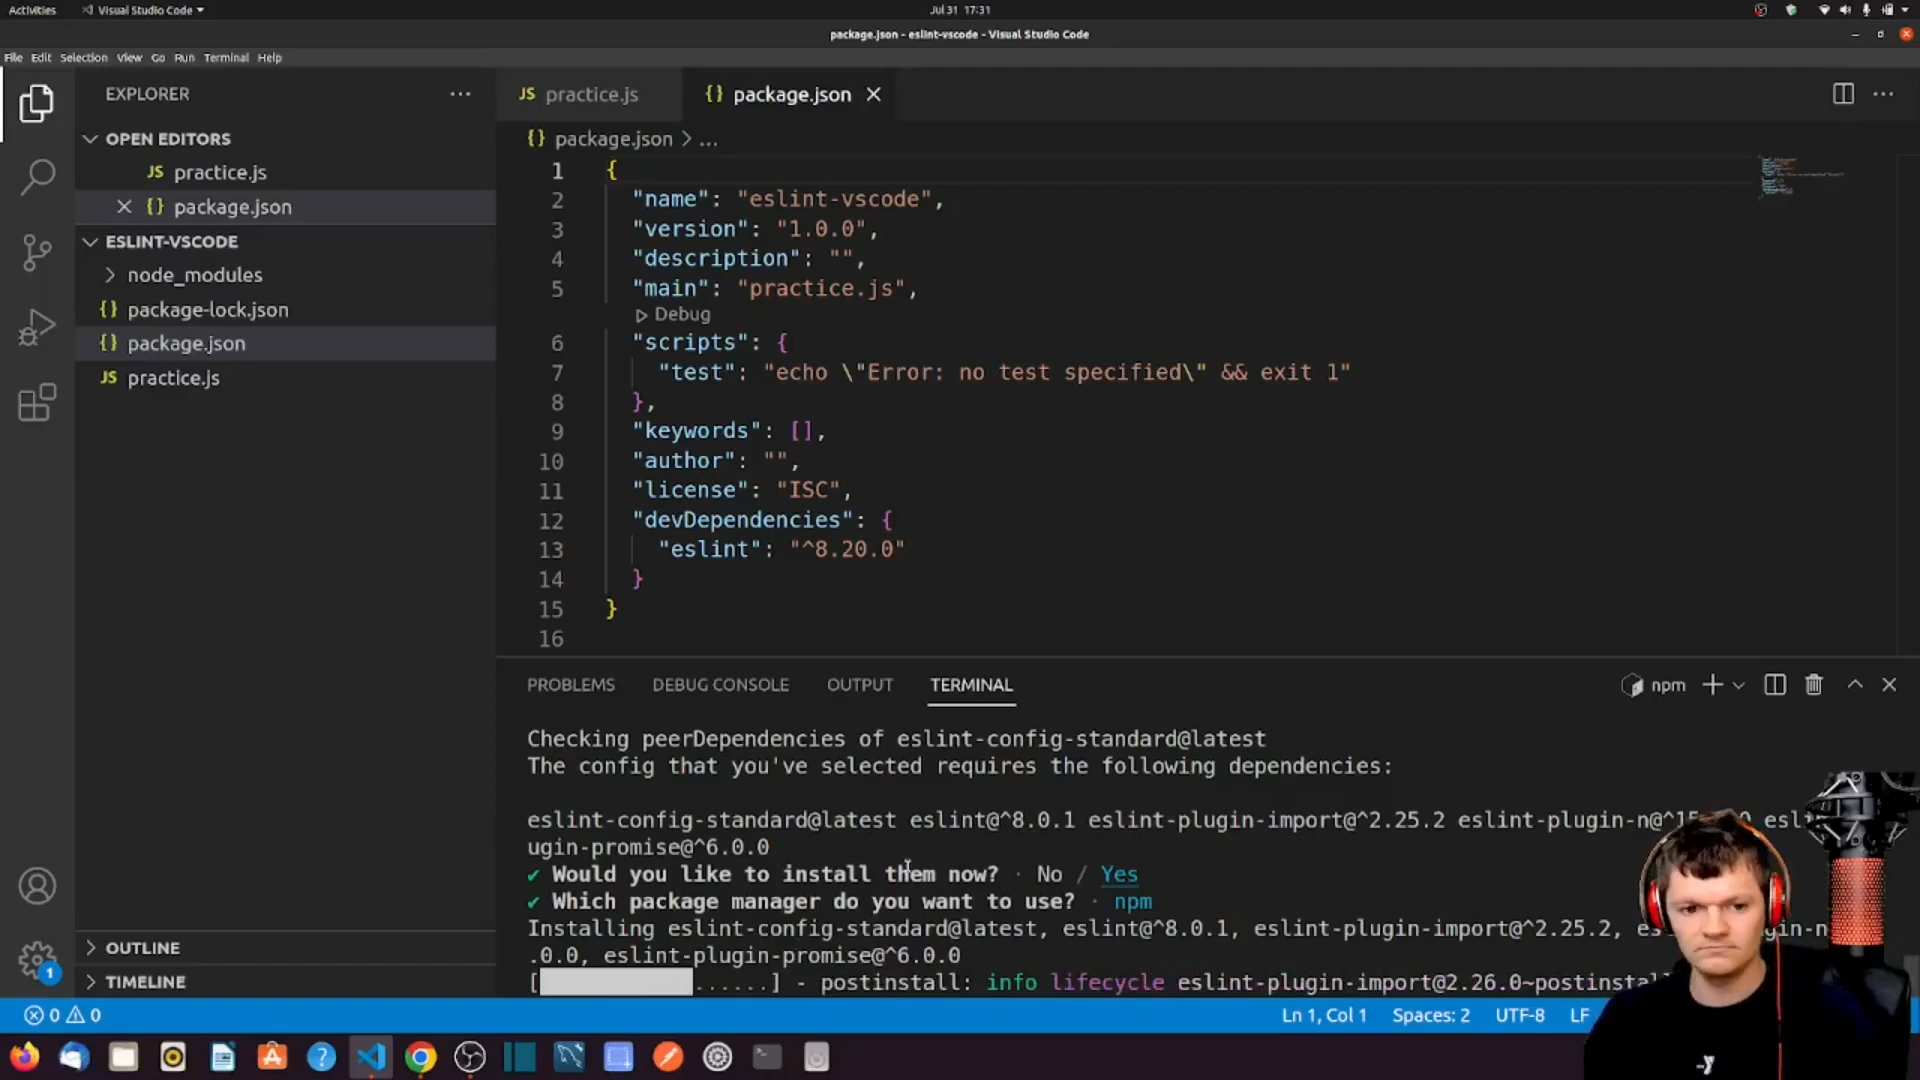 Activities
Visual Studio Code
Jul 31 17:31
package.json - eslint-vscode - Visual Studio Code
File Edit Selection View Go Run Terminal Help
EXPLORER
OPEN EDITORS
JS practice.js
{} package.json
ESLINT-VSCODE
node_modules
{} package-lock.json
{} package.json
JS practice.js
OUTLINE
TIMELINE
JS practice.js
{} package.json
{} package.json > ...
1 {
2 "name": "eslint-vscode",
3 "version": "1.0.0",
4 "description": "",
5 "main": "practice.js",
Debug
6 "scripts": {
7 "test": "echo \"Error: no test specified\" && exit 1"
8 },
9 "keywords": [],
10 "author": "",
11 "license": "ISC",
12 "devDependencies": {
13 "eslint": "^8.20.0"
14 }
15 }
16
PROBLEMS DEBUG CONSOLE OUTPUT TERMINAL
npm
Checking peerDependencies of eslint-config-standard@latest
The config that you've selected requires the following dependencies:
eslint-config-standard@latest eslint@^8.0.1 eslint-plugin-import@^2.25.2 eslint-plugin-n@^15
ugin-promise@^6.0.0
✔ Would you like to install them now? · No / Yes
✔ Which package manager do you want to use? · npm
Installing eslint-config-standard@latest, eslint@^8.0.1, eslint-plugin-import@^2.25.2,
.0.0, eslint-plugin-promise@^6.0.0
[ ......] - postinstall: info lifecycle eslint-plugin-import@2.26.0~postinstal
1
0 0
Ln 1, Col 1 Spaces: 2 UTF-8 LF